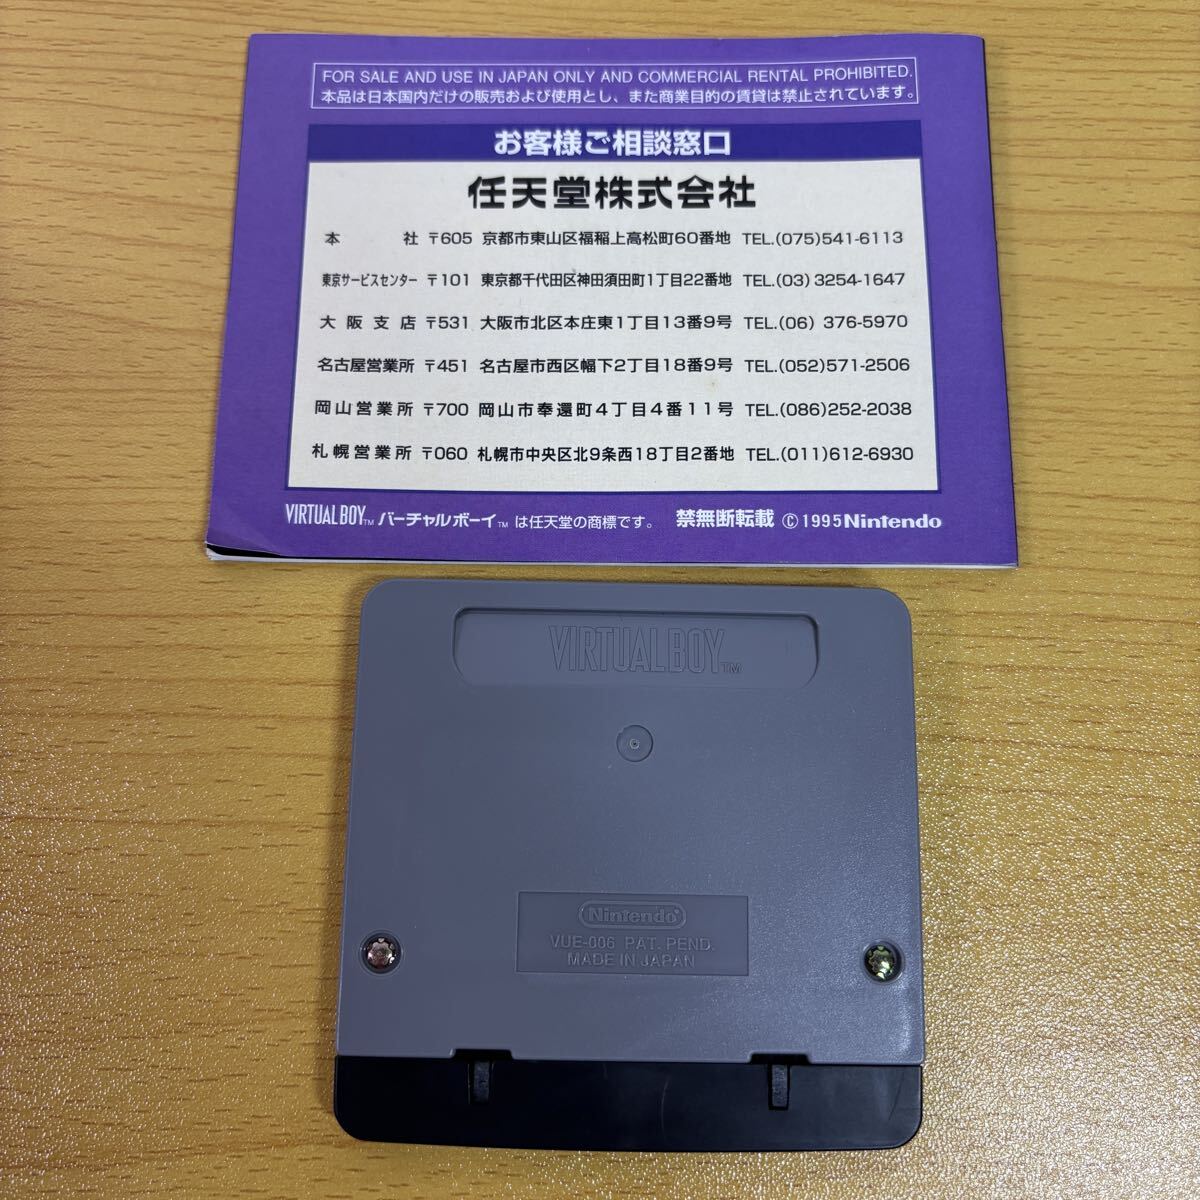 FOR SALE AND USE IN JAPAN ONLY AND COMMERCIAL RENTAL PROHIBITED.
本品は日本国内だけの販売および使用とし、また商業目的の賃貸は禁止されています。
お客様ご相談窓口
任天堂株式会社
本社 〒605 京都市東山区福稲上高松町60番地 TEL.(075)541-6113
東京サービスセンター 〒101 東京都千代田区神田須田町1丁目22番地 TEL.(03) 3254-1647
大阪支店 〒531 大阪市北区本庄東1丁目13番9号 TEL.(06) 376-5970
名古屋営業所 〒451 名古屋市西区幅下2丁目18番9号 TEL.(052)571-2506
岡山営業所 〒700 岡山市奉還町4丁目4番11号 TEL.(086)252-2038
札幌営業所 〒060 札幌市中央区北9条西18丁目2番地 TEL.(011)612-6930
VIRTUAL BOY™ バーチャルボーイ™ は任天堂の商標です。 禁無断転載 ©1995 Nintendo
VIRTUAL BOY™
Nintendo
VUE-006 PAT. PEND.
MADE IN JAPAN